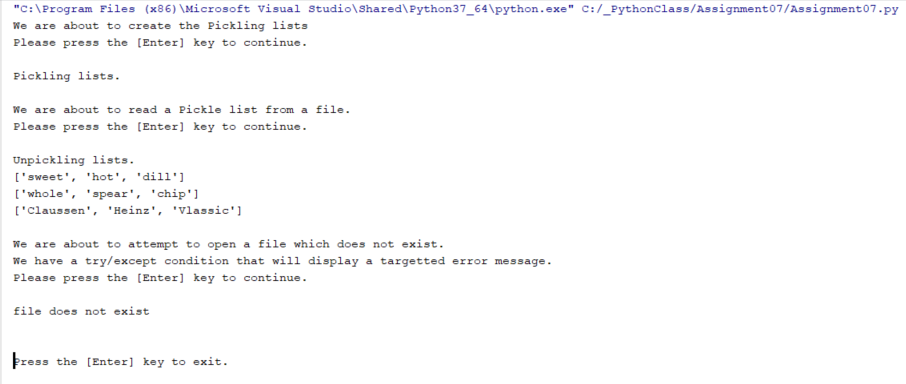 "C:\Program Files (x86)\Microsoft Visual Studio\Shared\Python37_64\python.exe" C:/_PythonClass/Assignment07/Assignment07.py
We are about to create the Pickling lists
Please press the [Enter] key to continue.
Pickling lists.
We are about to read a Pickle list from a file.
Please press the [Enter] key to continue.
Unpickling lists.
['sweet', 'hot', 'dill']
['whole', 'spear', 'chip']
['Claussen', 'Heinz', 'Vlassic']
We are about to attempt to open a file which does not exist.
We have a try/except condition that will display a targetted error message.
Please press the [Enter] key to continue.
file does not exist
Press the [Enter] key to exit.